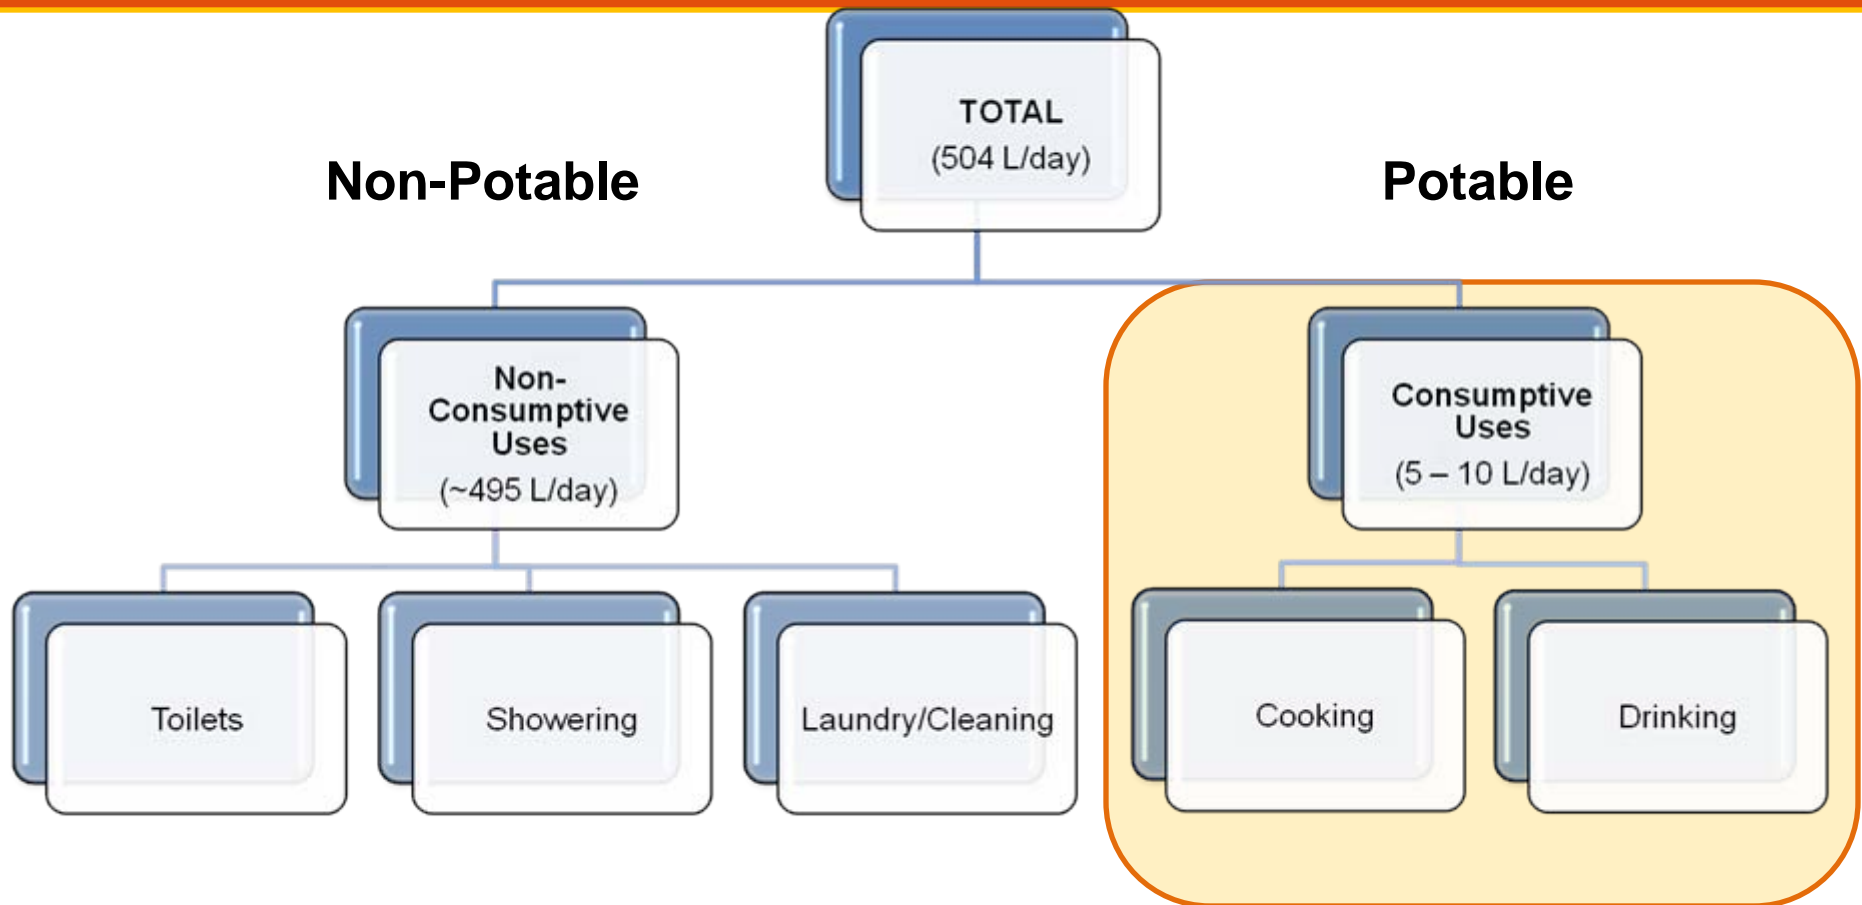 TOTAL
(504 L/day)
Non-Potable
Potable
Non-
Consumptive
Uses
(~495 L/day)
Consumptive
Uses
(5 – 10 L/day)
Toilets
Showering
Laundry/Cleaning
Cooking
Drinking